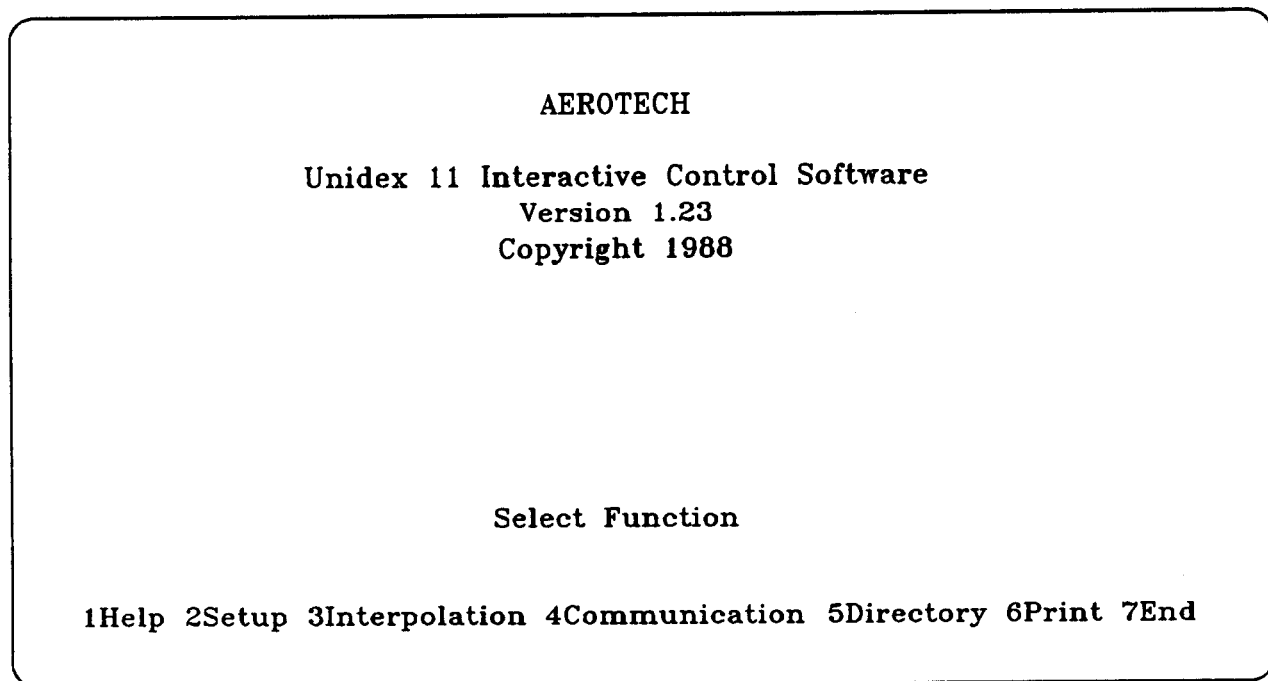 AEROTECH
Unidex 11 Interactive Control Software
Version 1.23
Copyright 1988
Select Function
1Help 2Setup 3Interpolation 4Communication 5Directory 6Print 7End